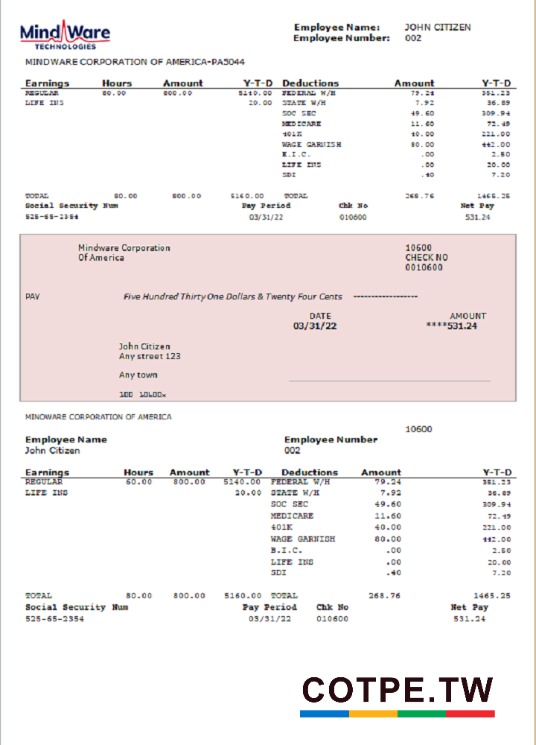 Mind Ware
TECHNOLOGIES
Employee Name: JOHN CITIZEN
Employee Number: 002
MINDWARE CORPORATION OF AMERICA-PA5044
Earnings Hours Amount Y-T-D Deductions Amount Y-T-D
REGULAR 80.00 800.00 5140.00 FEDERAL W/H 79.24 381.23
LIFE INS 20.00 STATE W/H 7.92 36.89
SOC SEC 49.60 309.94
MEDICARE 11.60 72.49
401K 40.00 221.00
WAGE GARNISH 80.00 442.00
E.I.C. .00 2.50
LIFE INS .00 20.00
SDI .40 7.20
TOTAL 80.00 800.00 5160.00 TOTAL 268.76 1465.25
Social Security Num Pay Period Chk No Net Pay
525-65-2354 03/31/22 010600 531.24
Mindware Corporation 10600
Of America CHECK NO
0010600
PAY Five Hundred Thirty One Dollars & Twenty Four Cents ------------------
DATE AMOUNT
03/31/22 ****531.24
John Citizen
Any street 123
Any town
MINDWARE CORPORATION OF AMERICA
10600
Employee Name Employee Number
John Citizen 002
Earnings Hours Amount Y-T-D Deductions Amount Y-T-D
REGULAR 60.00 800.00 5140.00 FEDERAL W/H 79.24 381.23
LIFE INS 20.00 STATE W/H 7.92 36.89
SOC SEC 49.60 309.94
MEDICARE 11.60 72.49
401K 40.00 221.00
WAGE GARNISH 80.00 442.00
B.I.C. .00 2.50
LIFE INS .00 20.00
SDI .40 7.20
TOTAL 80.00 800.00 5160.00 TOTAL 268.76 1465.25
Social Security Num Pay Period Chk No Net Pay
525-65-2354 03/31/22 010600 531.24
COTPE.TW